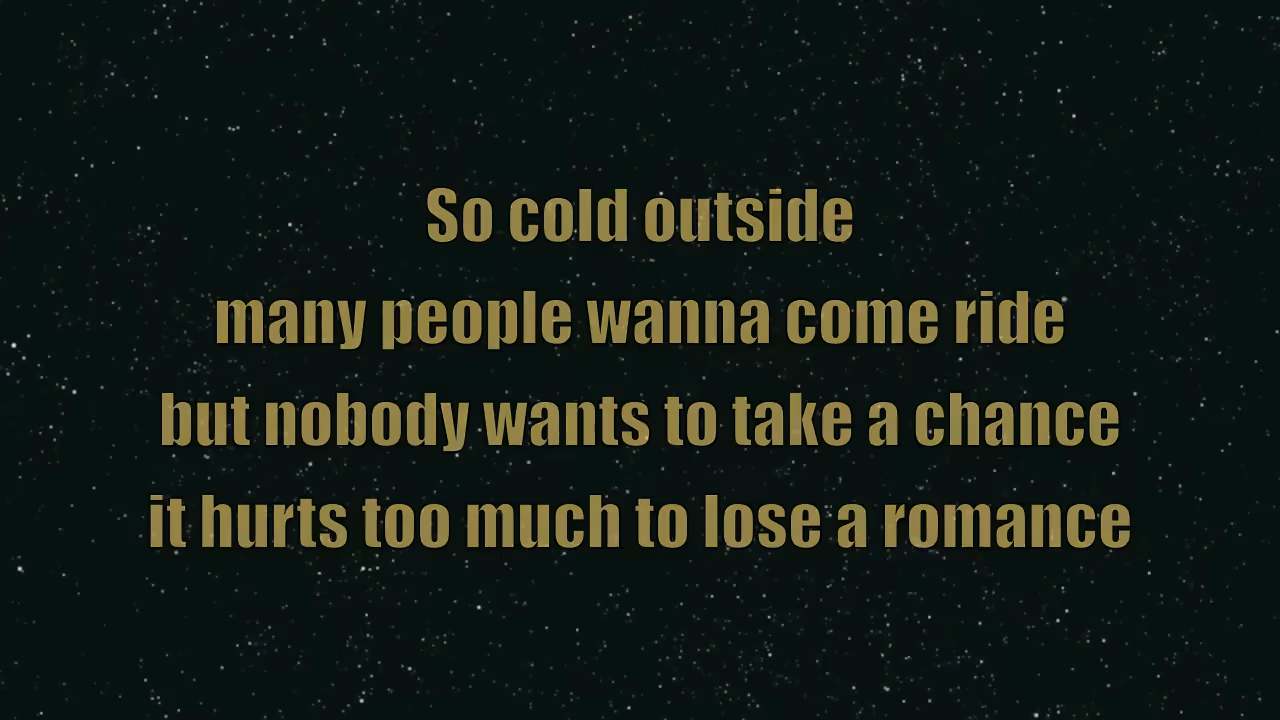 So cold outside
many people wanna come ride
but nobody wants to take a chance
it hurts too much to lose a romance